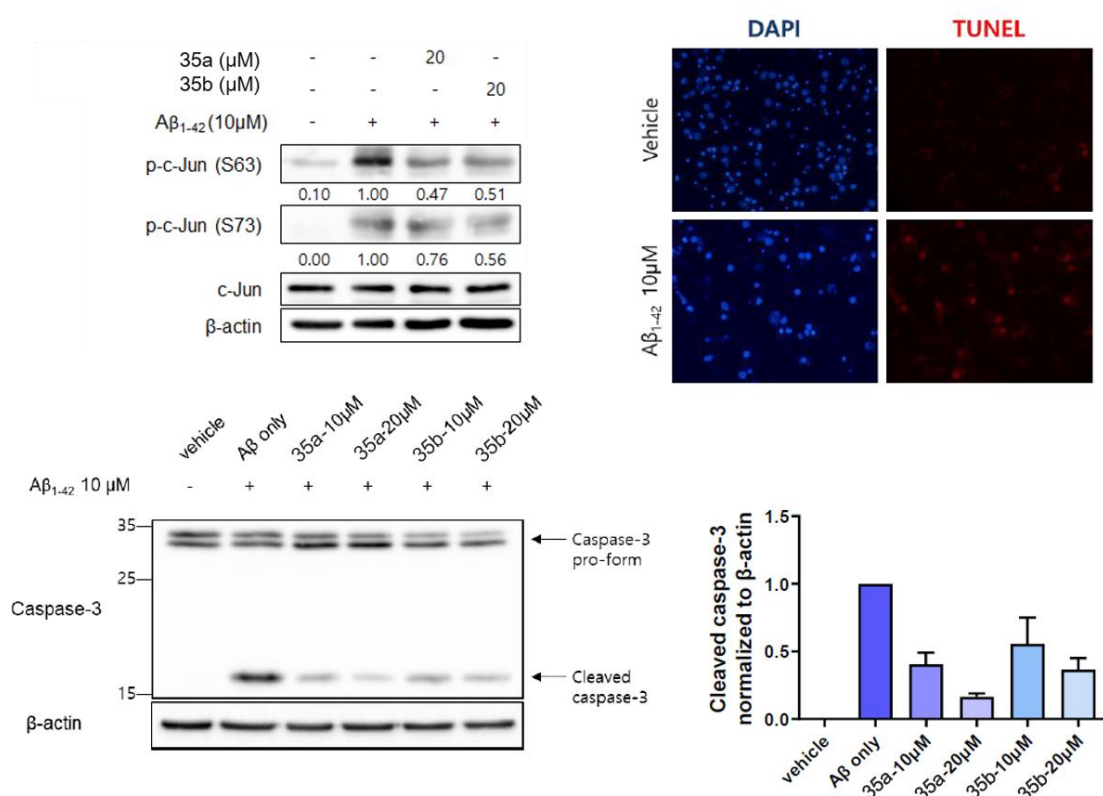 35a (μM) - - 20 -
35b (μM) - - - 20
Aβ1-42 (10μM) - + + +
p-c-Jun (S63)
0.10 1.00 0.47 0.51
p-c-Jun (S73)
0.00 1.00 0.76 0.56
c-Jun
β-actin
DAPI TUNEL
Vehicle
Aβ1-42 10μM
vehicle Aβ only 35a-10μM 35a-20μM 35b-10μM 35b-20μM
Aβ1-42 10 μM - + + + + +
35
25
15
Caspase-3
Caspase-3
pro-form
Cleaved
caspase-3
β-actin
Cleaved caspase-3
normalized to β-actin
1.5
1.0
0.5
0.0
vehicle Aβ only 35a-10μM 35a-20μM 35b-10μM 35b-20μM